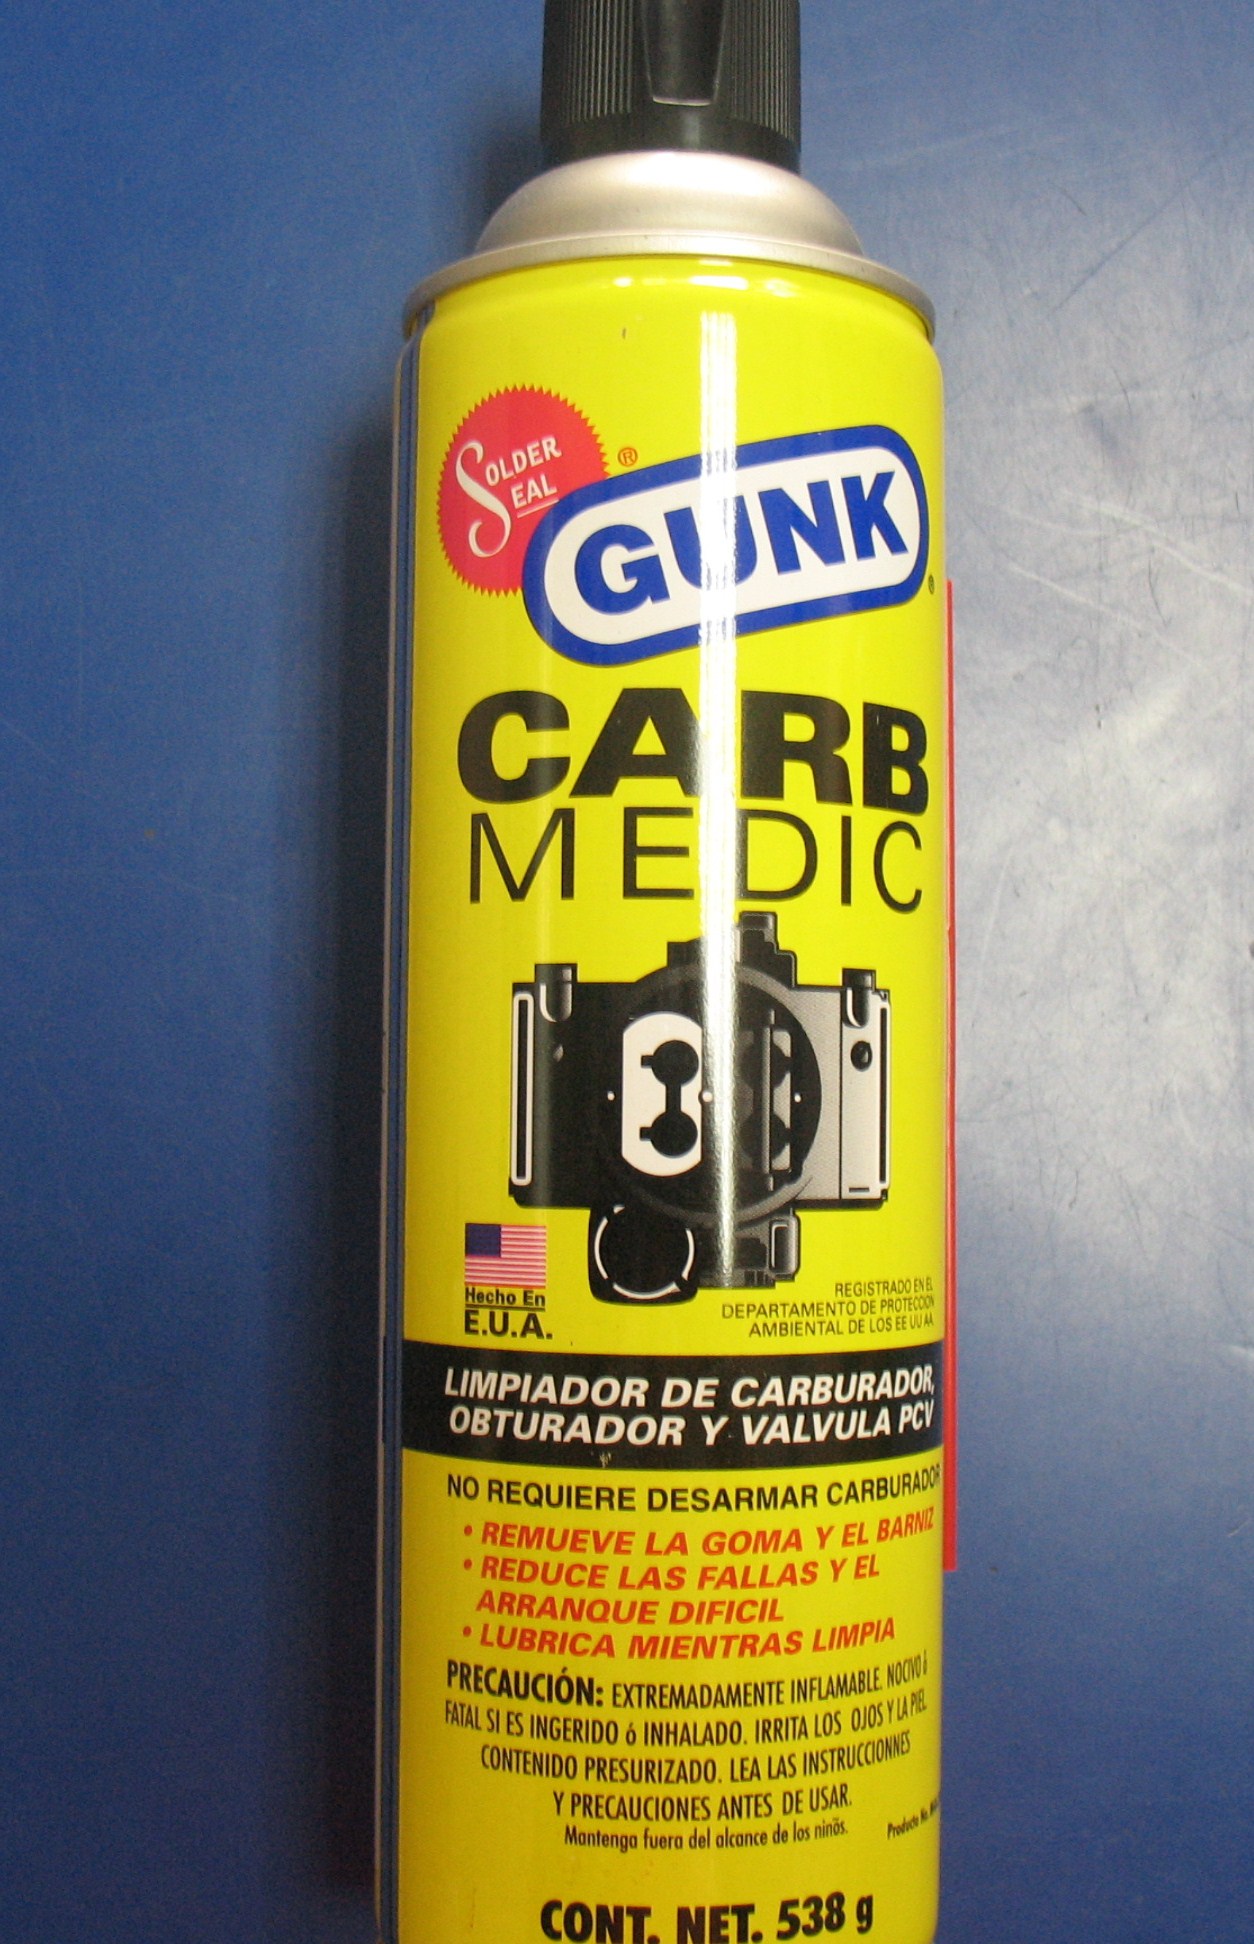 SOLDER
SEAL
®
GUNK
®
CARB
MEDIC
Hecho En
E.U.A.
REGISTRADO EN EL
DEPARTAMENTO DE PROTECCION
AMBIENTAL DE LOS EE UU AA
LIMPIADOR DE CARBURADOR,
OBTURADOR Y VALVULA PCV
NO REQUIERE DESARMAR CARBURADOR
• REMUEVE LA GOMA Y EL BARNIZ
• REDUCE LAS FALLAS Y EL
ARRANQUE DIFICIL
• LUBRICA MIENTRAS LIMPIA
PRECAUCIÓN: EXTREMADAMENTE INFLAMABLE. NOCIVO ó
FATAL SI ES INGERIDO ó INHALADO. IRRITA LOS OJOS Y LA PIEL.
CONTENIDO PRESURIZADO. LEA LAS INSTRUCCIONNES
Y PRECAUCIONES ANTES DE USAR.
Mantenga fuera del alcance de los ninõs.
Producto No.
CONT. NET. 538 g